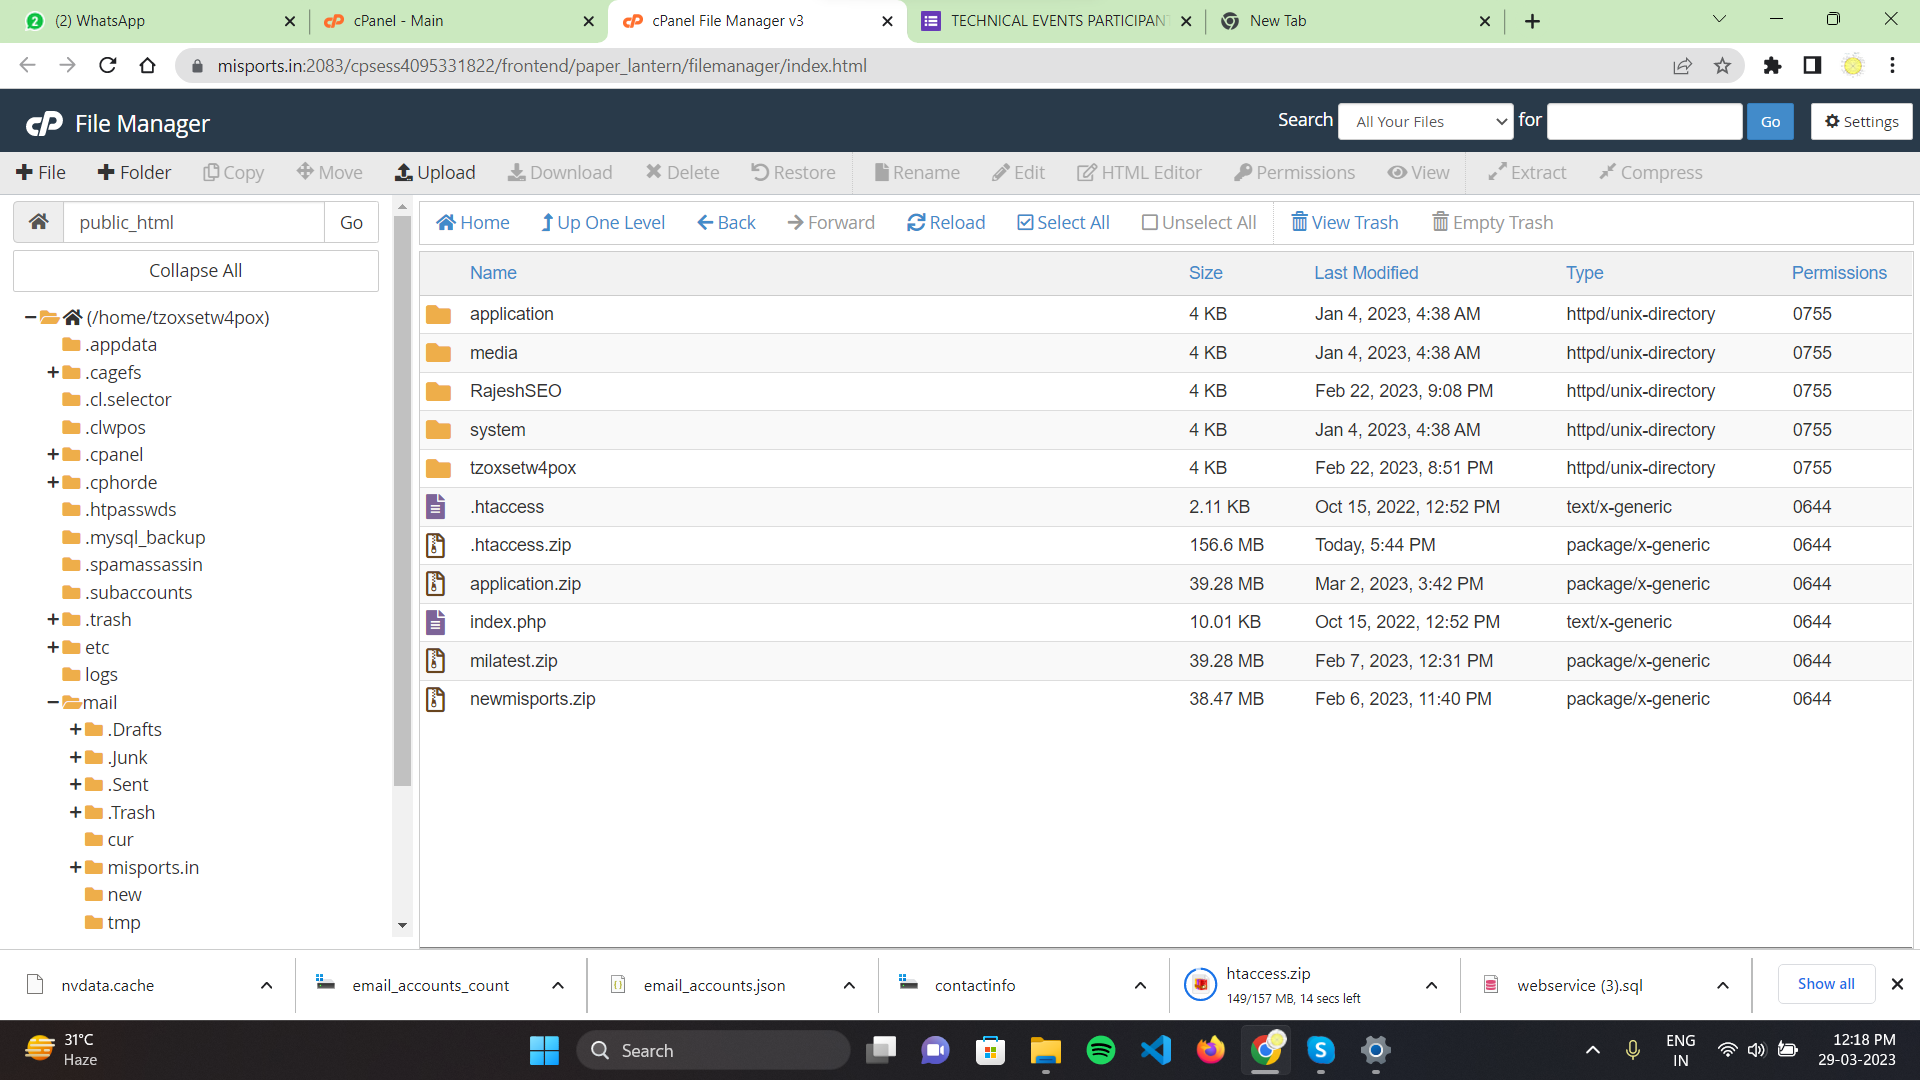 (2) WhatsApp
cPanel - Main
cPanel File Manager v3
TECHNICAL EVENTS PARTICIPANT
New Tab
misports.in:2083/cpsess4095331822/frontend/paper_lantern/filemanager/index.html
cP File Manager
Search All Your Files for Go Settings
File Folder Copy Move Upload Download Delete Restore Rename Edit HTML Editor Permissions View Extract Compress
public_html Go
Collapse All
(/home/tzoxsetw4pox)
.appdata
.cagefs
.cl.selector
.clwpos
.cpanel
.cphorde
.htpasswds
.mysql_backup
.spamassassin
.subaccounts
.trash
etc
logs
mail
.Drafts
.Junk
.Sent
.Trash
cur
misports.in
new
tmp
Home Up One Level Back Forward Reload Select All Unselect All View Trash Empty Trash
Name Size Last Modified Type Permissions
application 4 KB Jan 4, 2023, 4:38 AM httpd/unix-directory 0755
media 4 KB Jan 4, 2023, 4:38 AM httpd/unix-directory 0755
RajeshSEO 4 KB Feb 22, 2023, 9:08 PM httpd/unix-directory 0755
system 4 KB Jan 4, 2023, 4:38 AM httpd/unix-directory 0755
tzoxsetw4pox 4 KB Feb 22, 2023, 8:51 PM httpd/unix-directory 0755
.htaccess 2.11 KB Oct 15, 2022, 12:52 PM text/x-generic 0644
.htaccess.zip 156.6 MB Today, 5:44 PM package/x-generic 0644
application.zip 39.28 MB Mar 2, 2023, 3:42 PM package/x-generic 0644
index.php 10.01 KB Oct 15, 2022, 12:52 PM text/x-generic 0644
milatest.zip 39.28 MB Feb 7, 2023, 12:31 PM package/x-generic 0644
newmisports.zip 38.47 MB Feb 6, 2023, 11:40 PM package/x-generic 0644
nvdata.cache
email_accounts_count
email_accounts.json
contactinfo
htaccess.zip
149/157 MB, 14 secs left
webservice (3).sql
Show all
31°C
Haze
Search
ENG
IN
12:18 PM
29-03-2023